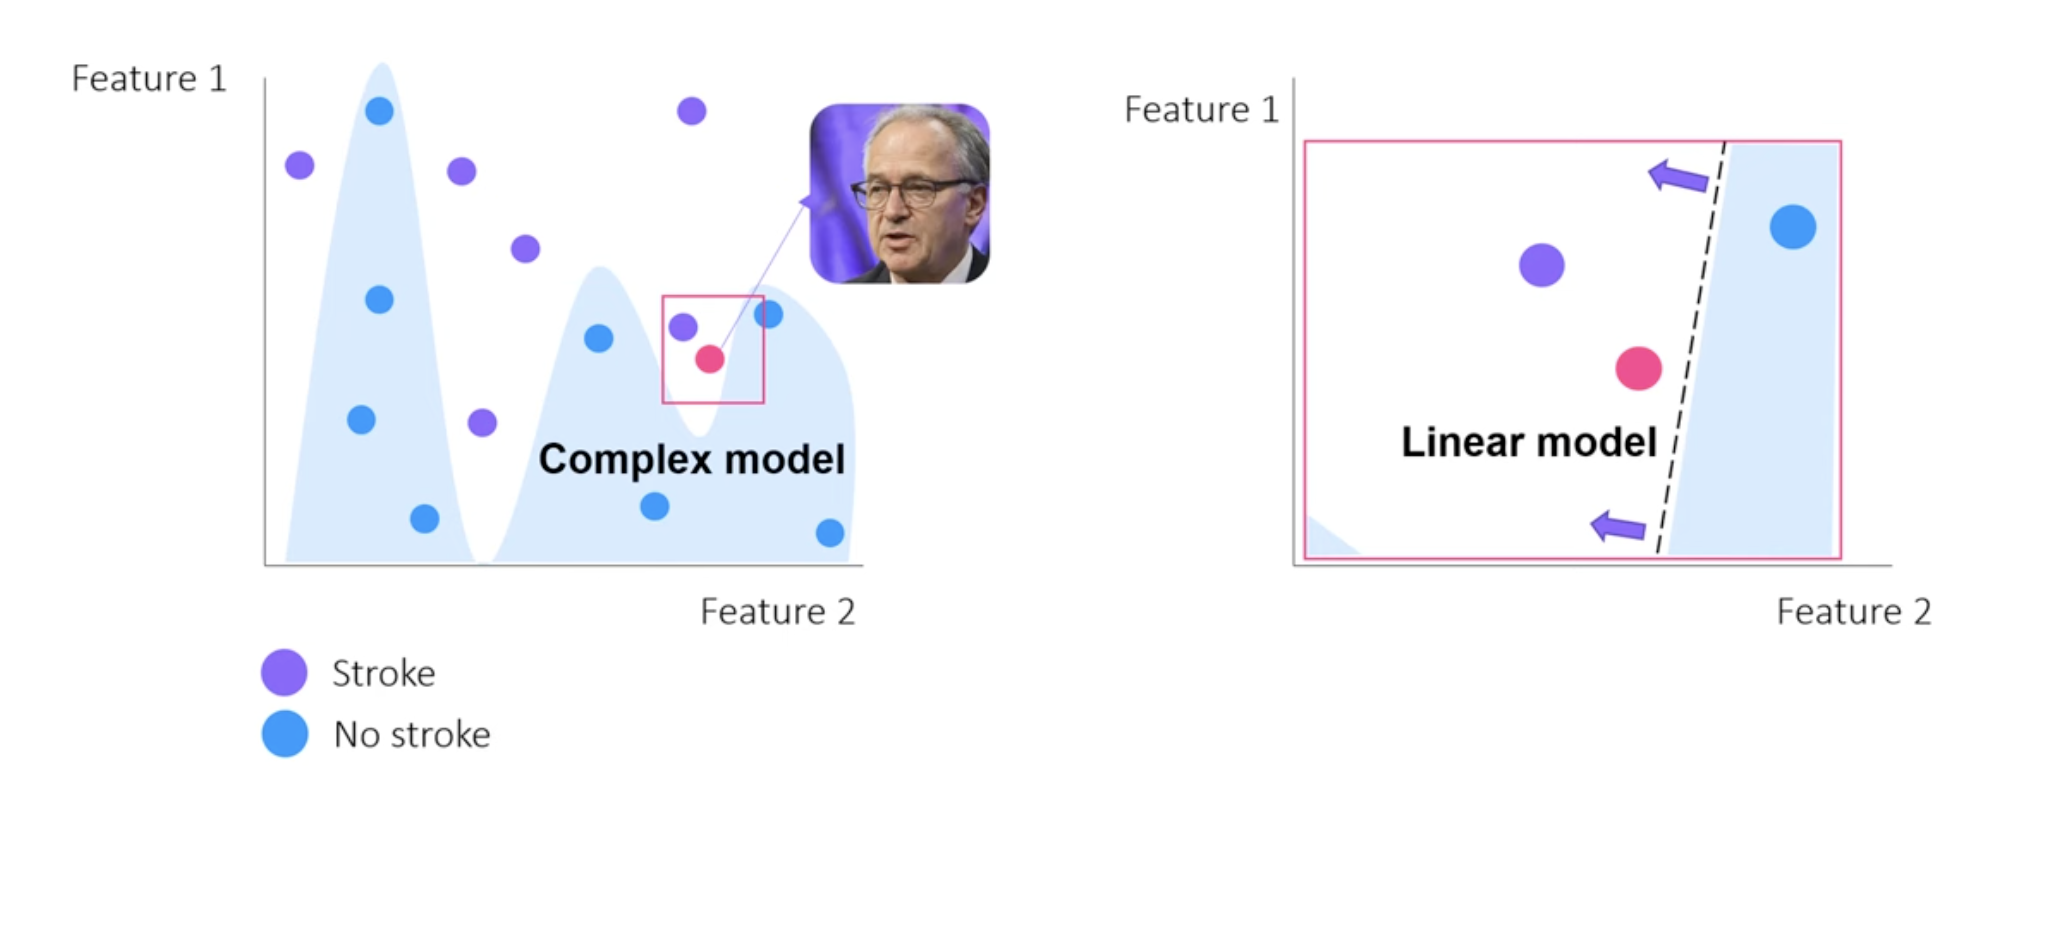 Feature 1
Complex model
Feature 2
Stroke
No stroke
Feature 1
Linear model
Feature 2